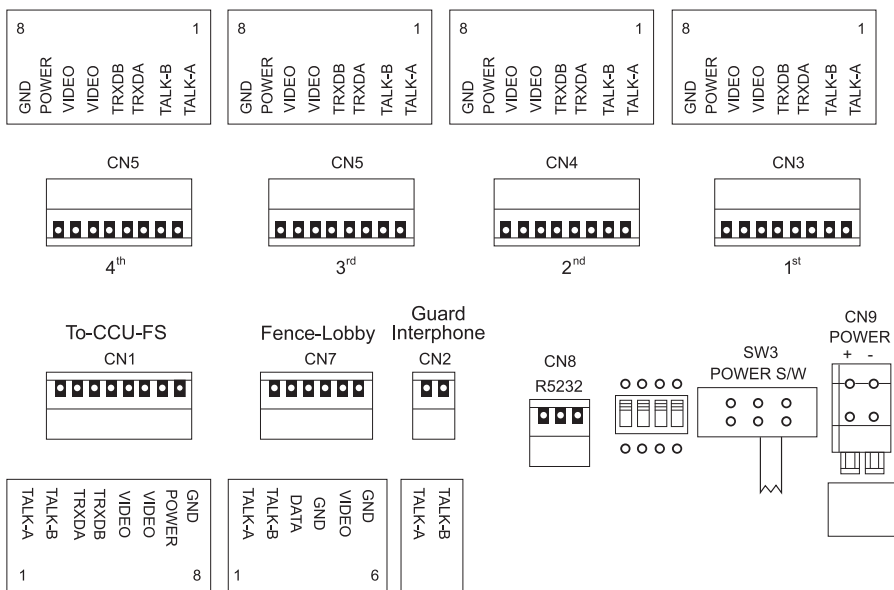 8 1
GND POWER VIDEO VIDEO TRXDB TRXDA TALK-B TALK-A
8 1
GND POWER VIDEO VIDEO TRXDB TRXDA TALK-B TALK-A
8 1
GND POWER VIDEO VIDEO TRXDB TRXDA TALK-B TALK-A
8 1
GND POWER VIDEO VIDEO TRXDB TRXDA TALK-B TALK-A
CN5
4th
CN5
3rd
CN4
2nd
CN3
1st
To-CCU-FS
CN1
Fence-Lobby
CN7
Guard
Interphone
CN2
CN8
R5232
SW3
POWER S/W
CN9
POWER
+ -
TALK-A TALK-B TRXDA TRXDB VIDEO VIDEO POWER GND
1 8
TALK-A TALK-B DATA GND VIDEO GND
1 6
TALK-A TALK-B